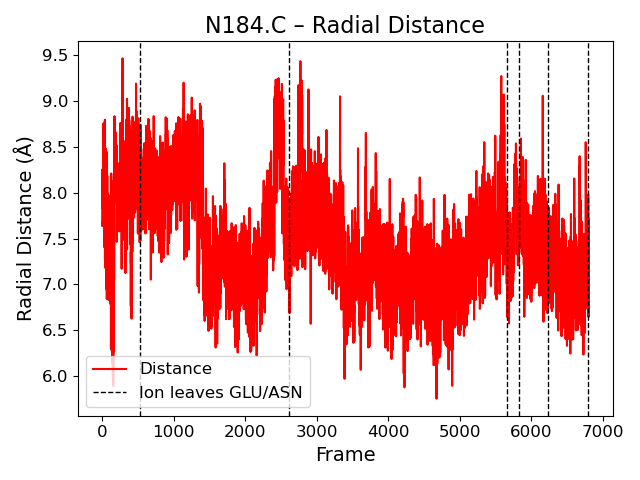 N184.C – Radial Distance
Radial Distance (Å)
9.5
9.0
8.5
8.0
7.5
7.0
6.5
6.0
Distance
Ion leaves GLU/ASN
0 1000 2000 3000 4000 5000 6000 7000
Frame